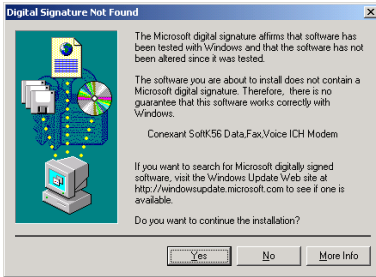 Digital Signature Not Found
The Microsoft digital signature affirms that software has
been tested with Windows and that the software has not
been altered since it was tested.
The software you are about to install does not contain a
Microsoft digital signature. Therefore, there is no
guarantee that this software works correctly with
Windows.
Conexant SoftK56 Data,Fax,Voice ICH Modem
If you want to search for Microsoft digitally signed
software, visit the Windows Update Web site at
http://windowsupdate.microsoft.com to see if one is
available.
Do you want to continue the installation?
Yes No More Info